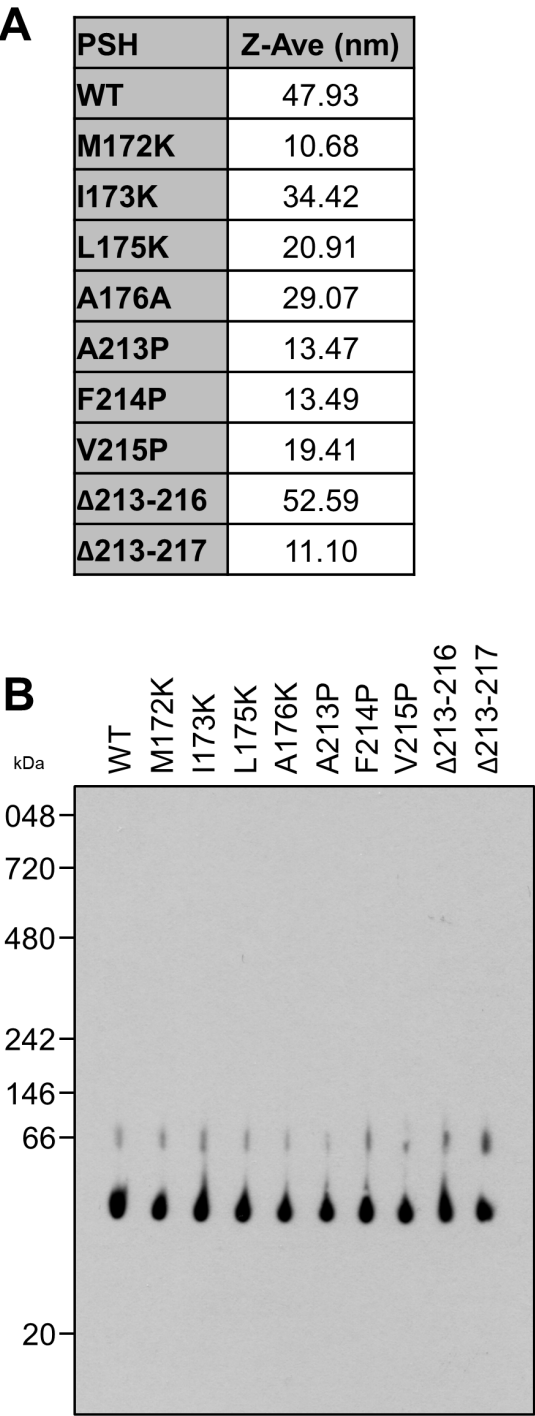 A
PSH Z-Ave (nm)
WT 47.93
M172K 10.68
I173K 34.42
L175K 20.91
A176A 29.07
A213P 13.47
F214P 13.49
V215P 19.41
Δ213-216 52.59
Δ213-217 11.10
B
kDa
WT
M172K
I173K
L175K
A176K
A213P
F214P
V215P
Δ213-216
Δ213-217
048
720
480
242
146
66
20